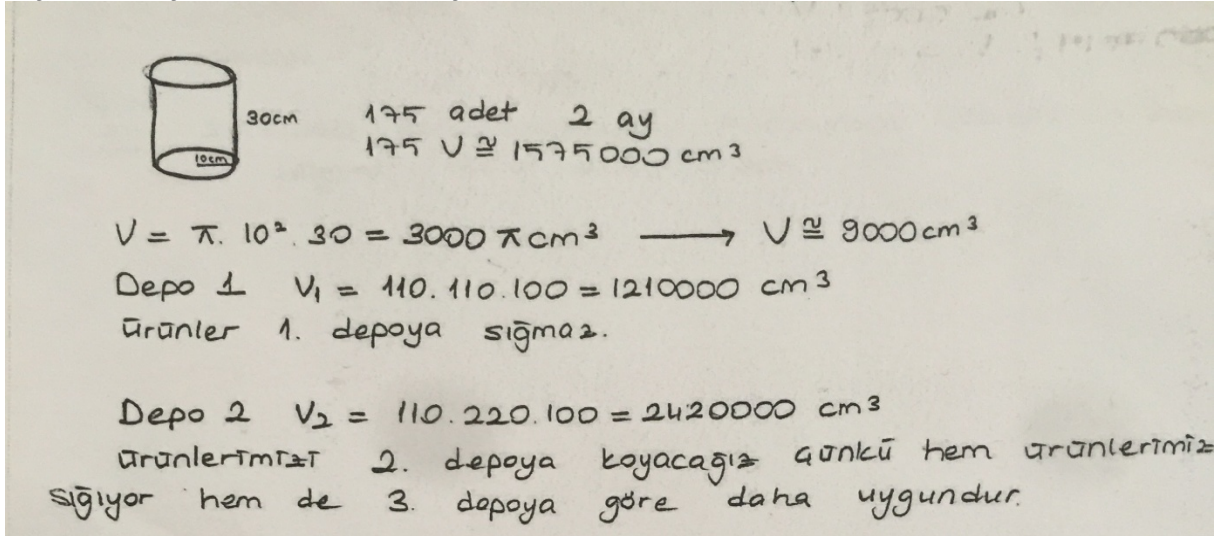 30cm
10cm
175 adet 2 ay
175 V ≅ 1575000 cm³
V = π. 10². 30 = 3000 π cm³ → V ≅ 9000 cm³
Depo 1 V₁ = 110. 110. 100 = 1210000 cm³
ürünler 1. depoya sığmaz.
Depo 2 V₂ = 110. 220. 100 = 2420000 cm³
ürünlerimizi 2. depoya koyacağız çünkü hem ürünlerimiz
sığıyor hem de 3. depoya göre daha uygundur.